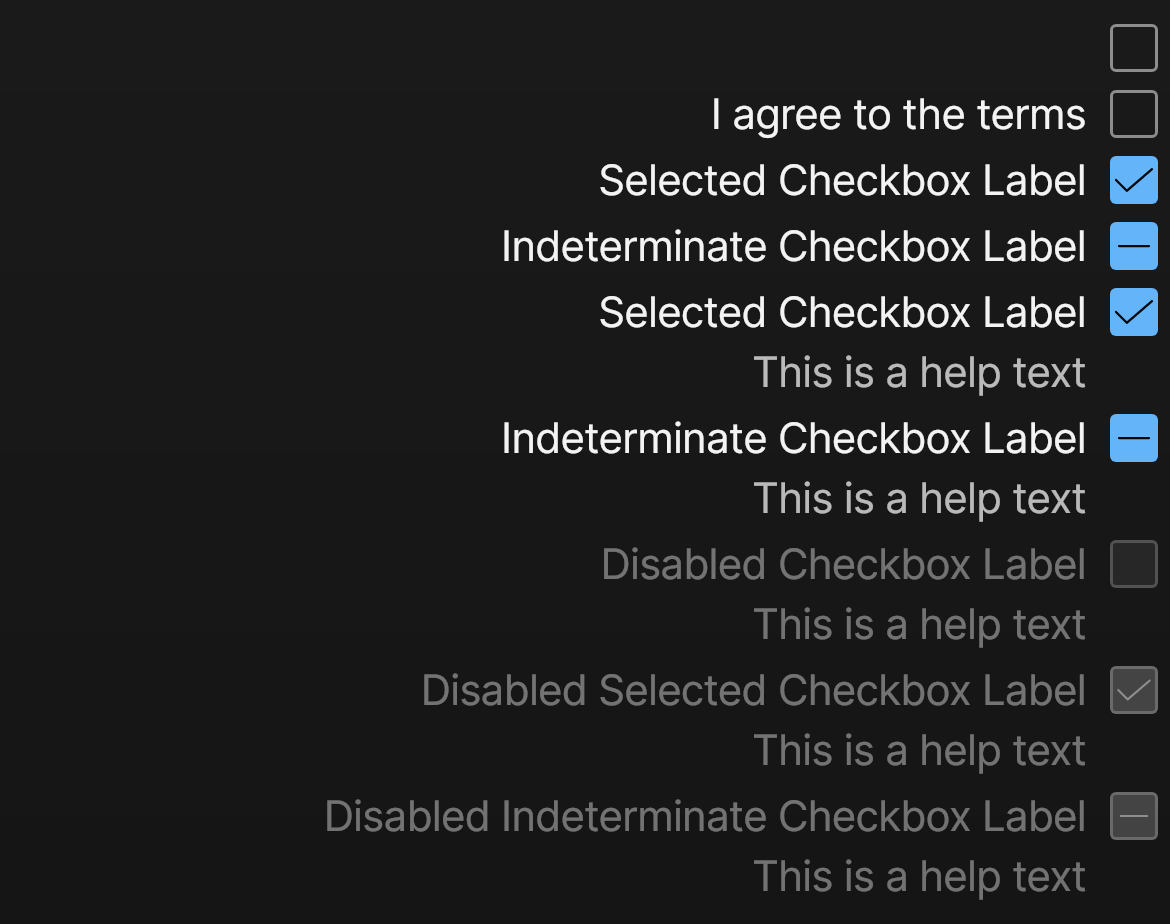 I agree to the terms
Selected Checkbox Label
Indeterminate Checkbox Label
Selected Checkbox Label
This is a help text
Indeterminate Checkbox Label
This is a help text
Disabled Checkbox Label
This is a help text
Disabled Selected Checkbox Label
This is a help text
Disabled Indeterminate Checkbox Label
This is a help text